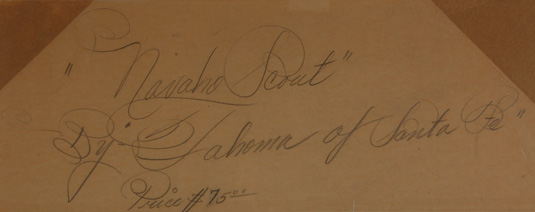 "Navaho Scout"
By "Tahoma of Santa Fe"
Price #75.00